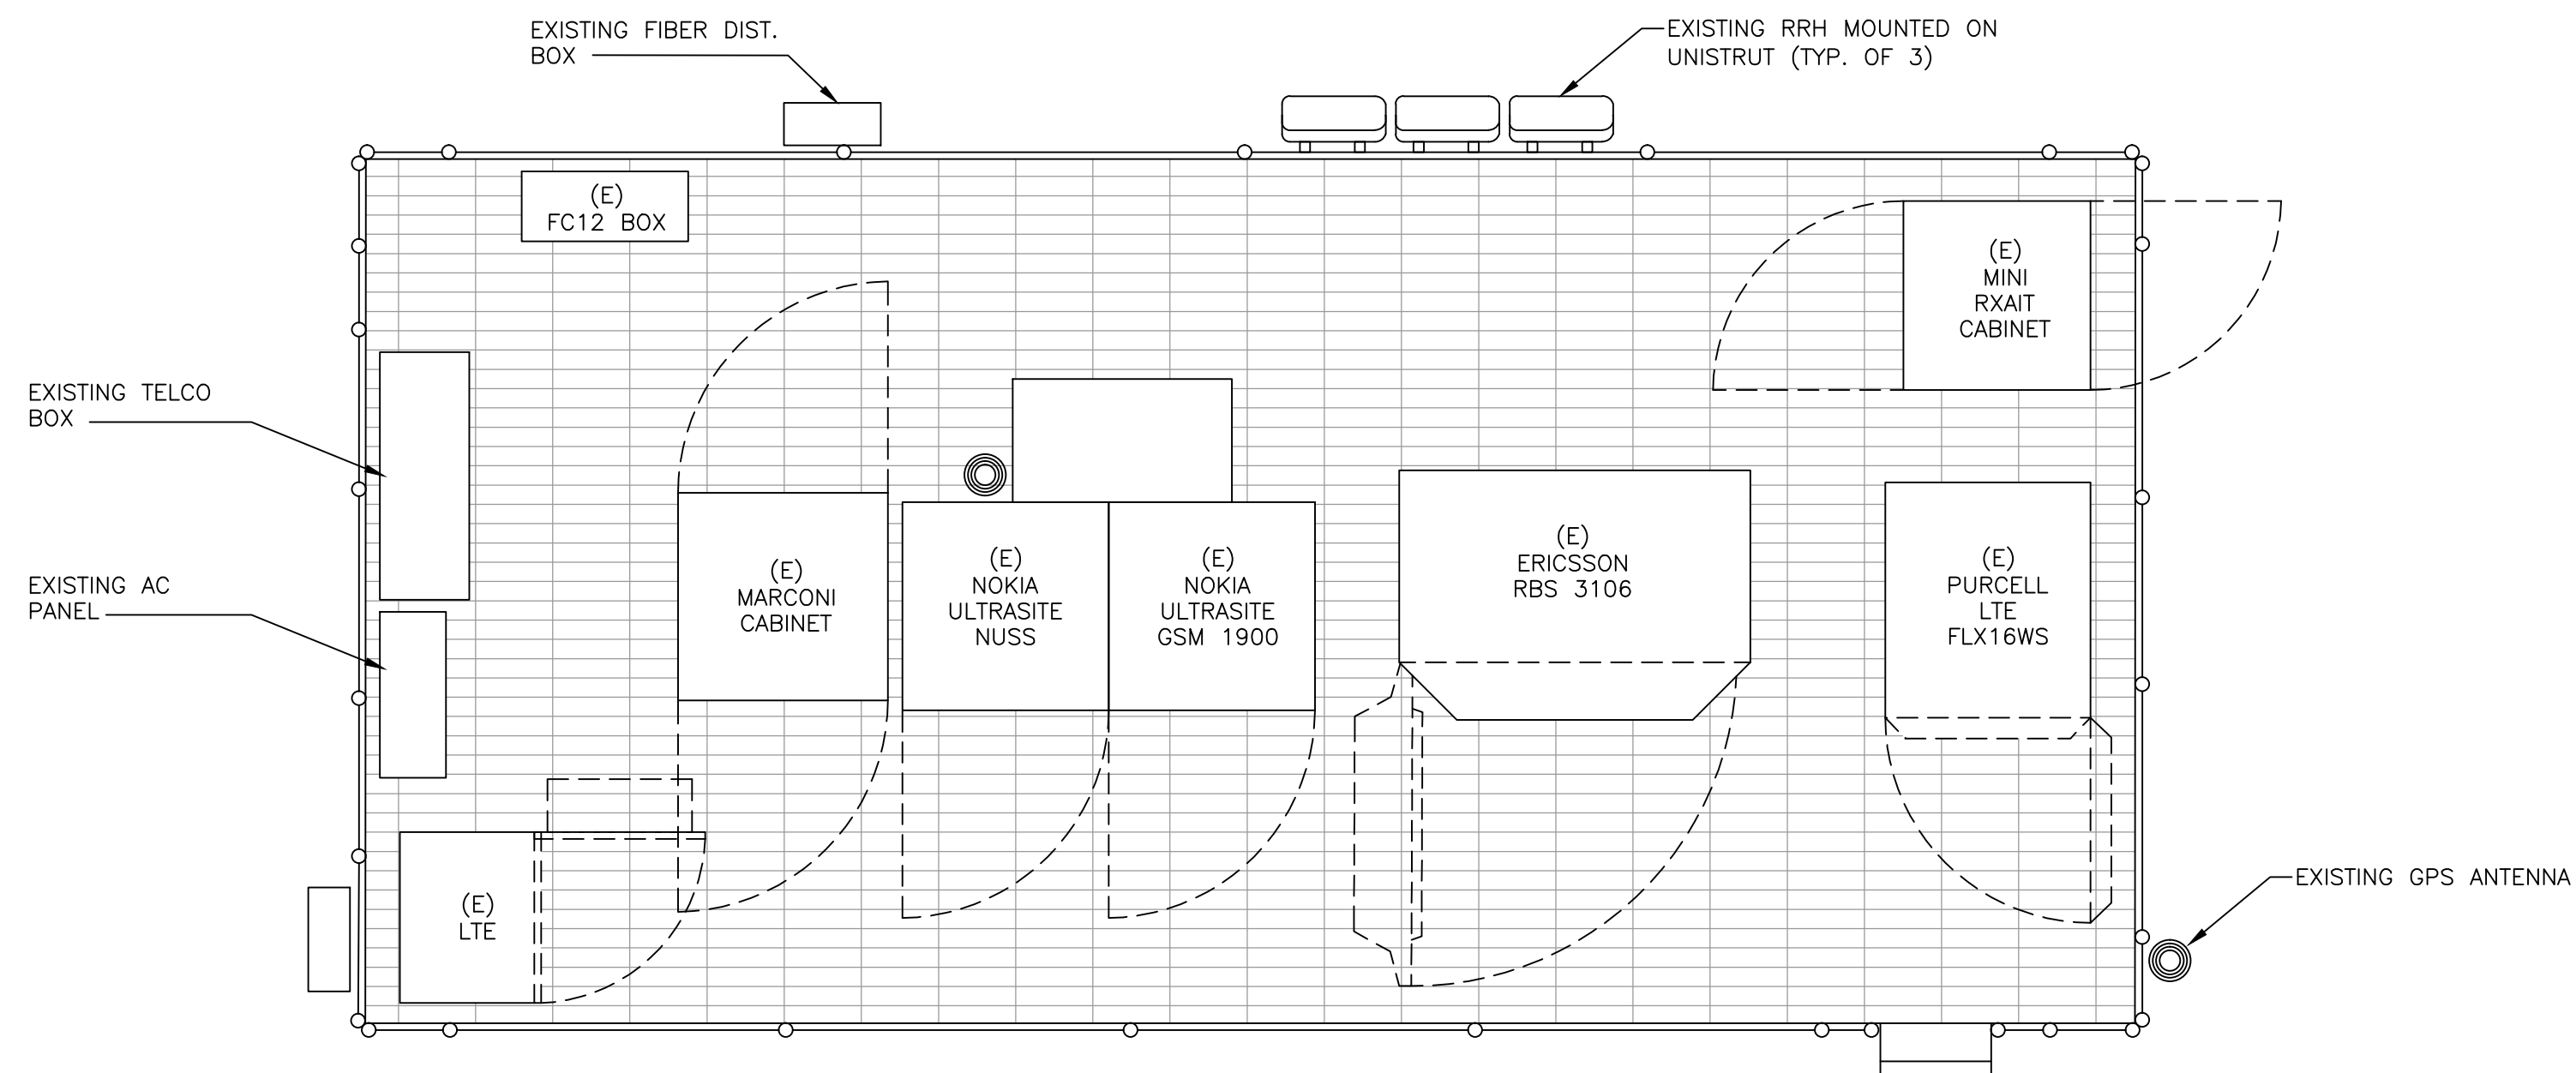 EXISTING FIBER DIST.
BOX
EXISTING RRH MOUNTED ON
UNISTRUT (TYP. OF 3)
(E)
FC12 BOX
(E)
MINI
RXAIT
CABINET
EXISTING TELCO
BOX
EXISTING AC
PANEL
(E)
MARCONI
CABINET
(E)
NOKIA
ULTRASITE
NUSS
(E)
NOKIA
ULTRASITE
GSM 1900
(E)
ERICSSON
RBS 3106
(E)
PURCELL
LTE
FLX16WS
(E)
LTE
EXISTING GPS ANTENNA